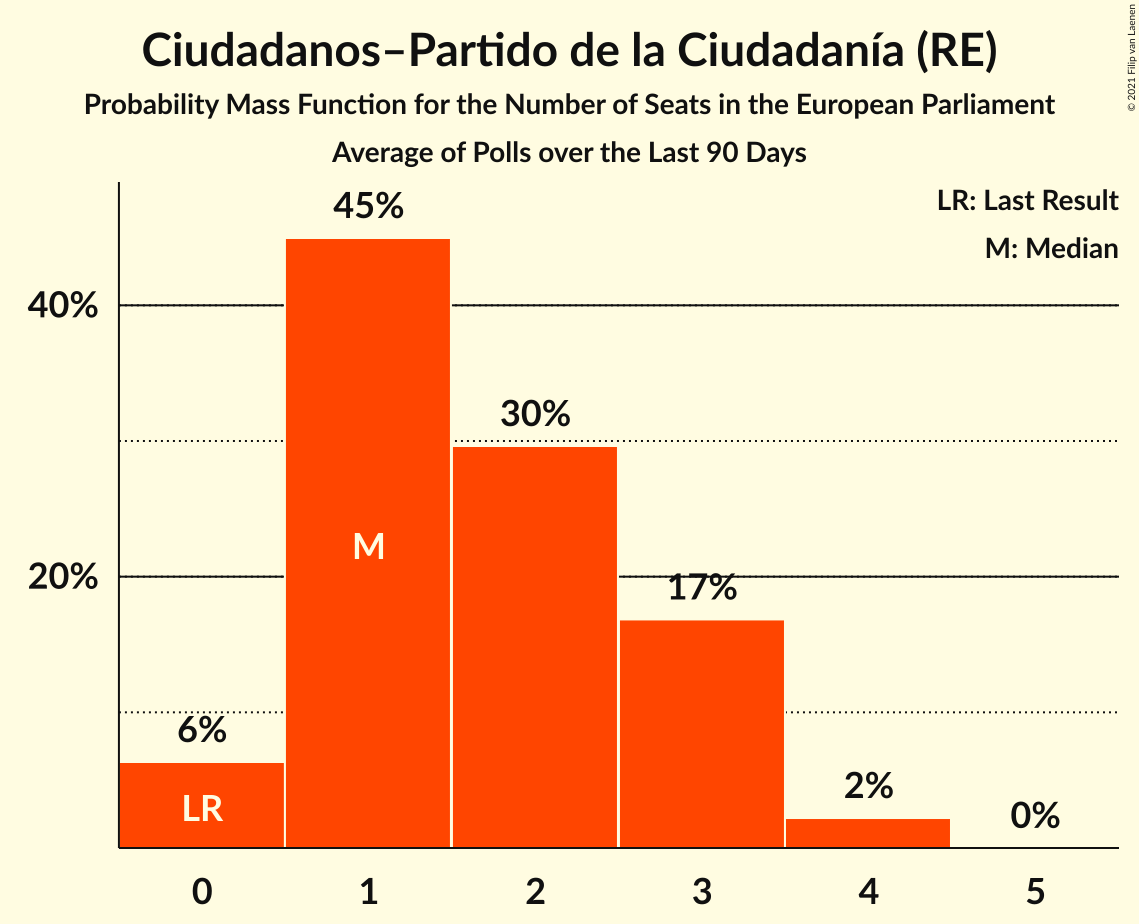 Ciudadanos–Partido de la Ciudadanía (RE)
Probability Mass Function for the Number of Seats in the European Parliament
Average of Polls over the Last 90 Days
© 2021 Filip van Laenen
LR: Last Result
M: Median
45%
40%
30%
M
20%
17%
6%
2%
0%
LR
0 1 2 3 4 5